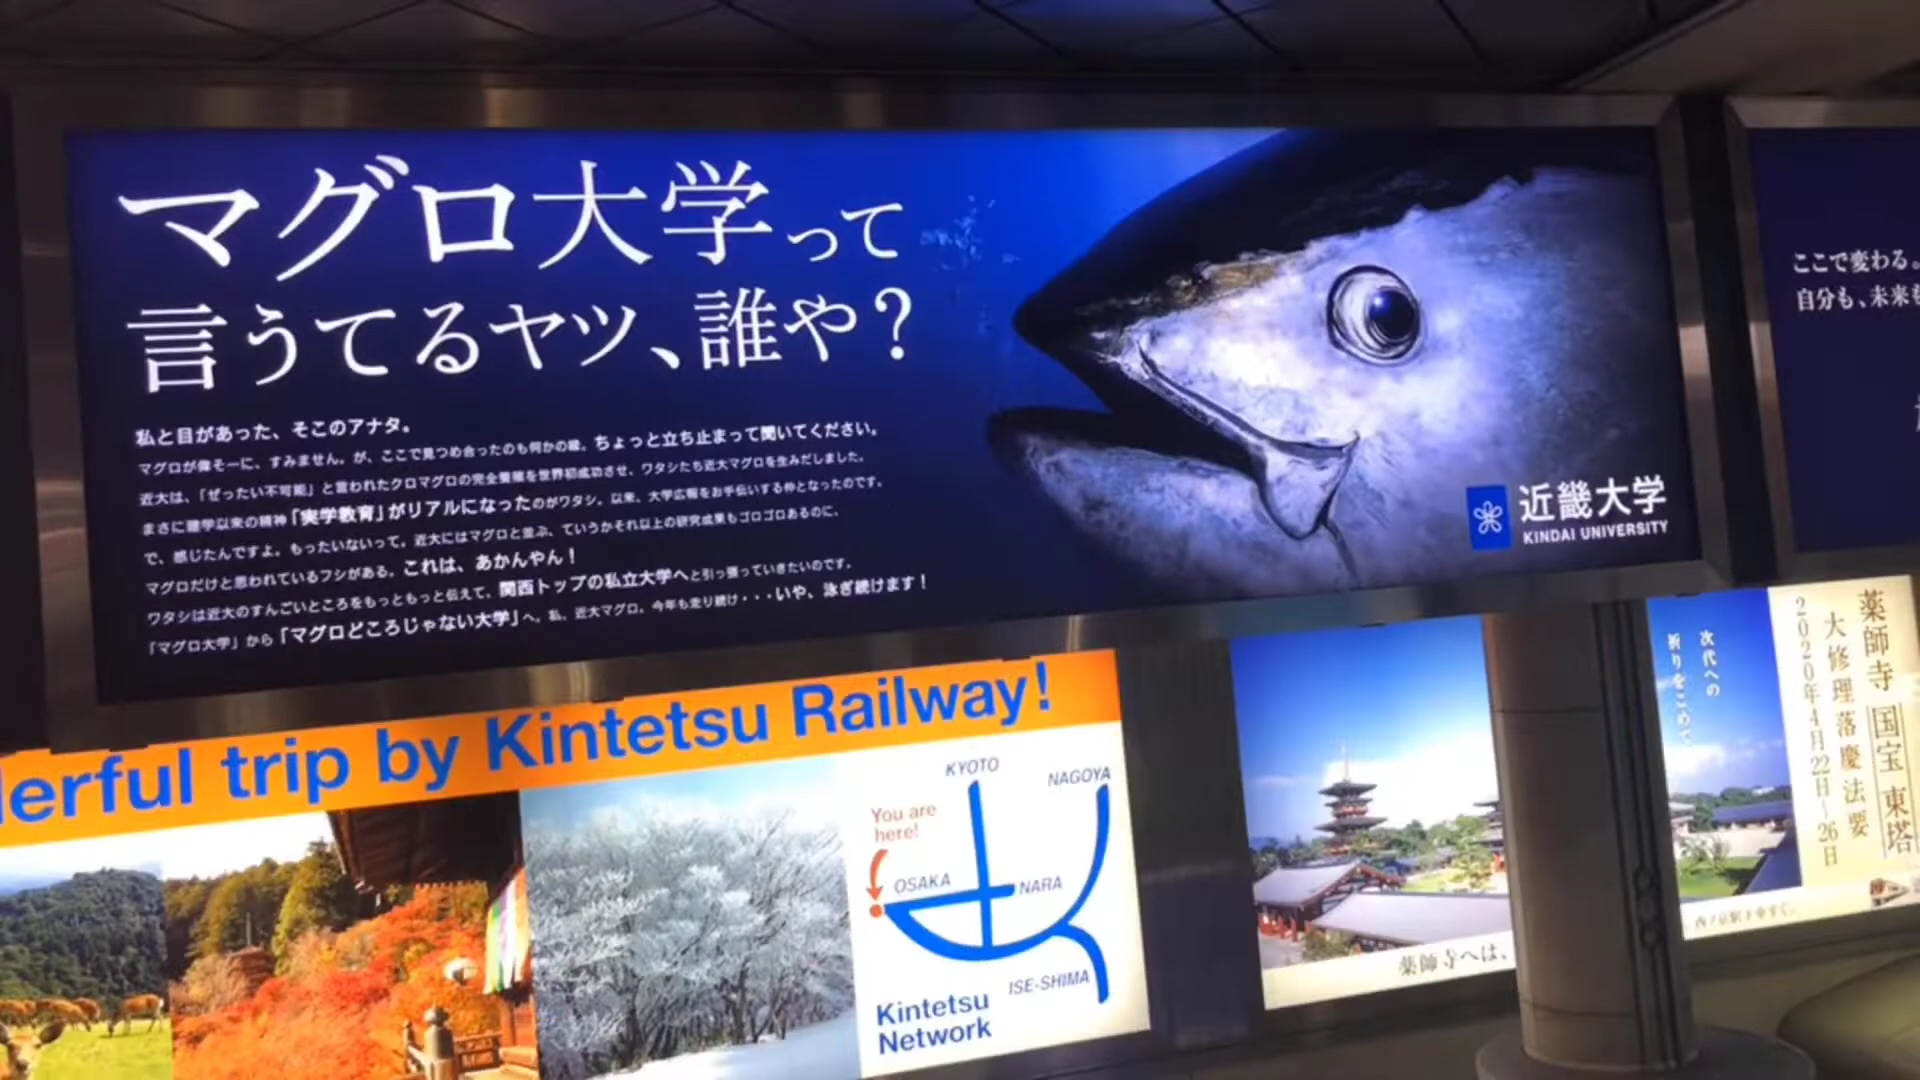 マグロ大学って
言うてるヤツ、誰や？
私と目があった、そこのアナタ。
マグロが偉そーに、すみません。が、ここで見つめ合ったのも何かの縁。ちょっと立ち止まって聞いてください。
近大は、「ぜったい不可能」と言われたクロマグロの完全養殖を世界初成功させ、ワタシたち近大マグロを生みだしました。
まさに建学以来の精神「実学教育」がリアルになったのがワタシ。以来、大学広報をお手伝いする仲となったのです。
で、感じたんですよ。もったいないって。近大にはマグロと並ぶ、ていうかそれ以上の研究成果もゴロゴロあるのに、
マグロだけと思われているフシがある。これは、あかんやん！
ワタシは近大のすんごいところをもっともっと伝えて、関西トップの私立大学へと引っ張っていきたいのです。
「マグロ大学」から「マグロどころじゃない大学」へ。私、近大マグロ。今年も走り続け・・・いや、泳ぎ続けます！
近畿大学
KINDAI UNIVERSITY
ここで変わる。
自分も、未来も
derful trip by Kintetsu Railway!
KYOTO
NAGOYA
You are
here!
OSAKA
NARA
ISE-SHIMA
Kintetsu
Network
薬師寺 国宝 東塔
大修理落慶法要
2020年4月22日～26日
次代への
祈りをこめて。
薬師寺へは、
西ノ京駅下車すぐ。